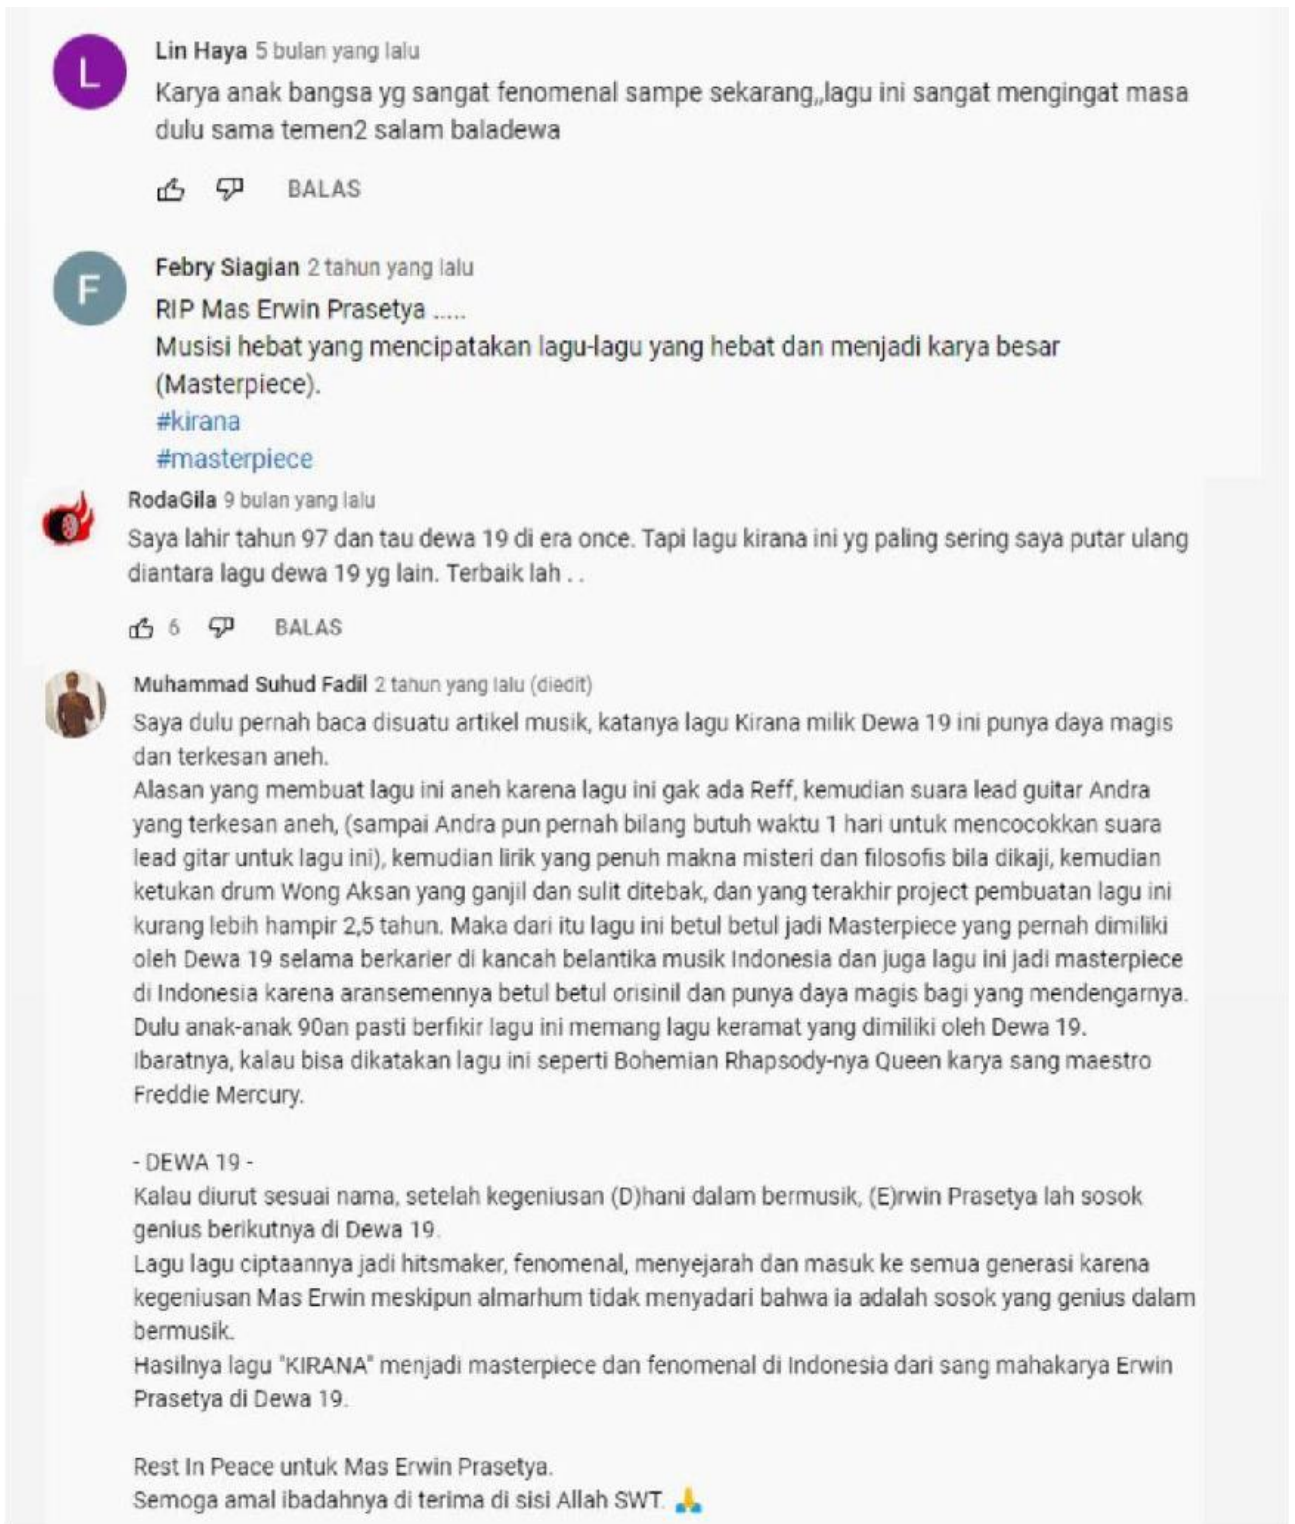 L
Lin Haya 5 bulan yang lalu
Karya anak bangsa yg sangat fenomenal sampe sekarang,,lagu ini sangat mengingat masa
dulu sama temen2 salam baladewa
BALAS
F
Febry Siagian 2 tahun yang lalu
RIP Mas Erwin Prasetya .....
Musisi hebat yang mencipatakan lagu-lagu yang hebat dan menjadi karya besar
(Masterpiece).
#kirana
#masterpiece
RodaGila 9 bulan yang lalu
Saya lahir tahun 97 dan tau dewa 19 di era once. Tapi lagu kirana ini yg paling sering saya putar ulang
diantara lagu dewa 19 yg lain. Terbaik lah . .
6 BALAS
Muhammad Suhud Fadil 2 tahun yang lalu (diedit)
Saya dulu pernah baca disuatu artikel musik, katanya lagu Kirana milik Dewa 19 ini punya daya magis
dan terkesan aneh.
Alasan yang membuat lagu ini aneh karena lagu ini gak ada Reff, kemudian suara lead guitar Andra
yang terkesan aneh, (sampai Andra pun pernah bilang butuh waktu 1 hari untuk mencocokkan suara
lead gitar untuk lagu ini), kemudian lirik yang penuh makna misteri dan filosofis bila dikaji, kemudian
ketukan drum Wong Aksan yang ganjil dan sulit ditebak, dan yang terakhir project pembuatan lagu ini
kurang lebih hampir 2,5 tahun. Maka dari itu lagu ini betul betul jadi Masterpiece yang pernah dimiliki
oleh Dewa 19 selama berkarier di kancah belantika musik Indonesia dan juga lagu ini jadi masterpiece
di Indonesia karena aransemennya betul betul orisinil dan punya daya magis bagi yang mendengarnya.
Dulu anak-anak 90an pasti berfikir lagu ini memang lagu keramat yang dimiliki oleh Dewa 19.
Ibaratnya, kalau bisa dikatakan lagu ini seperti Bohemian Rhapsody-nya Queen karya sang maestro
Freddie Mercury.
- DEWA 19 -
Kalau diurut sesuai nama, setelah kegeniusan (D)hani dalam bermusik, (E)rwin Prasetya lah sosok
genius berikutnya di Dewa 19.
Lagu lagu ciptaannya jadi hitsmaker, fenomenal, menyejarah dan masuk ke semua generasi karena
kegeniusan Mas Erwin meskipun almarhum tidak menyadari bahwa ia adalah sosok yang genius dalam
bermusik.
Hasilnya lagu "KIRANA" menjadi masterpiece dan fenomenal di Indonesia dari sang mahakarya Erwin
Prasetya di Dewa 19.
Rest In Peace untuk Mas Erwin Prasetya.
Semoga amal ibadahnya di terima di sisi Allah SWT. 🙏